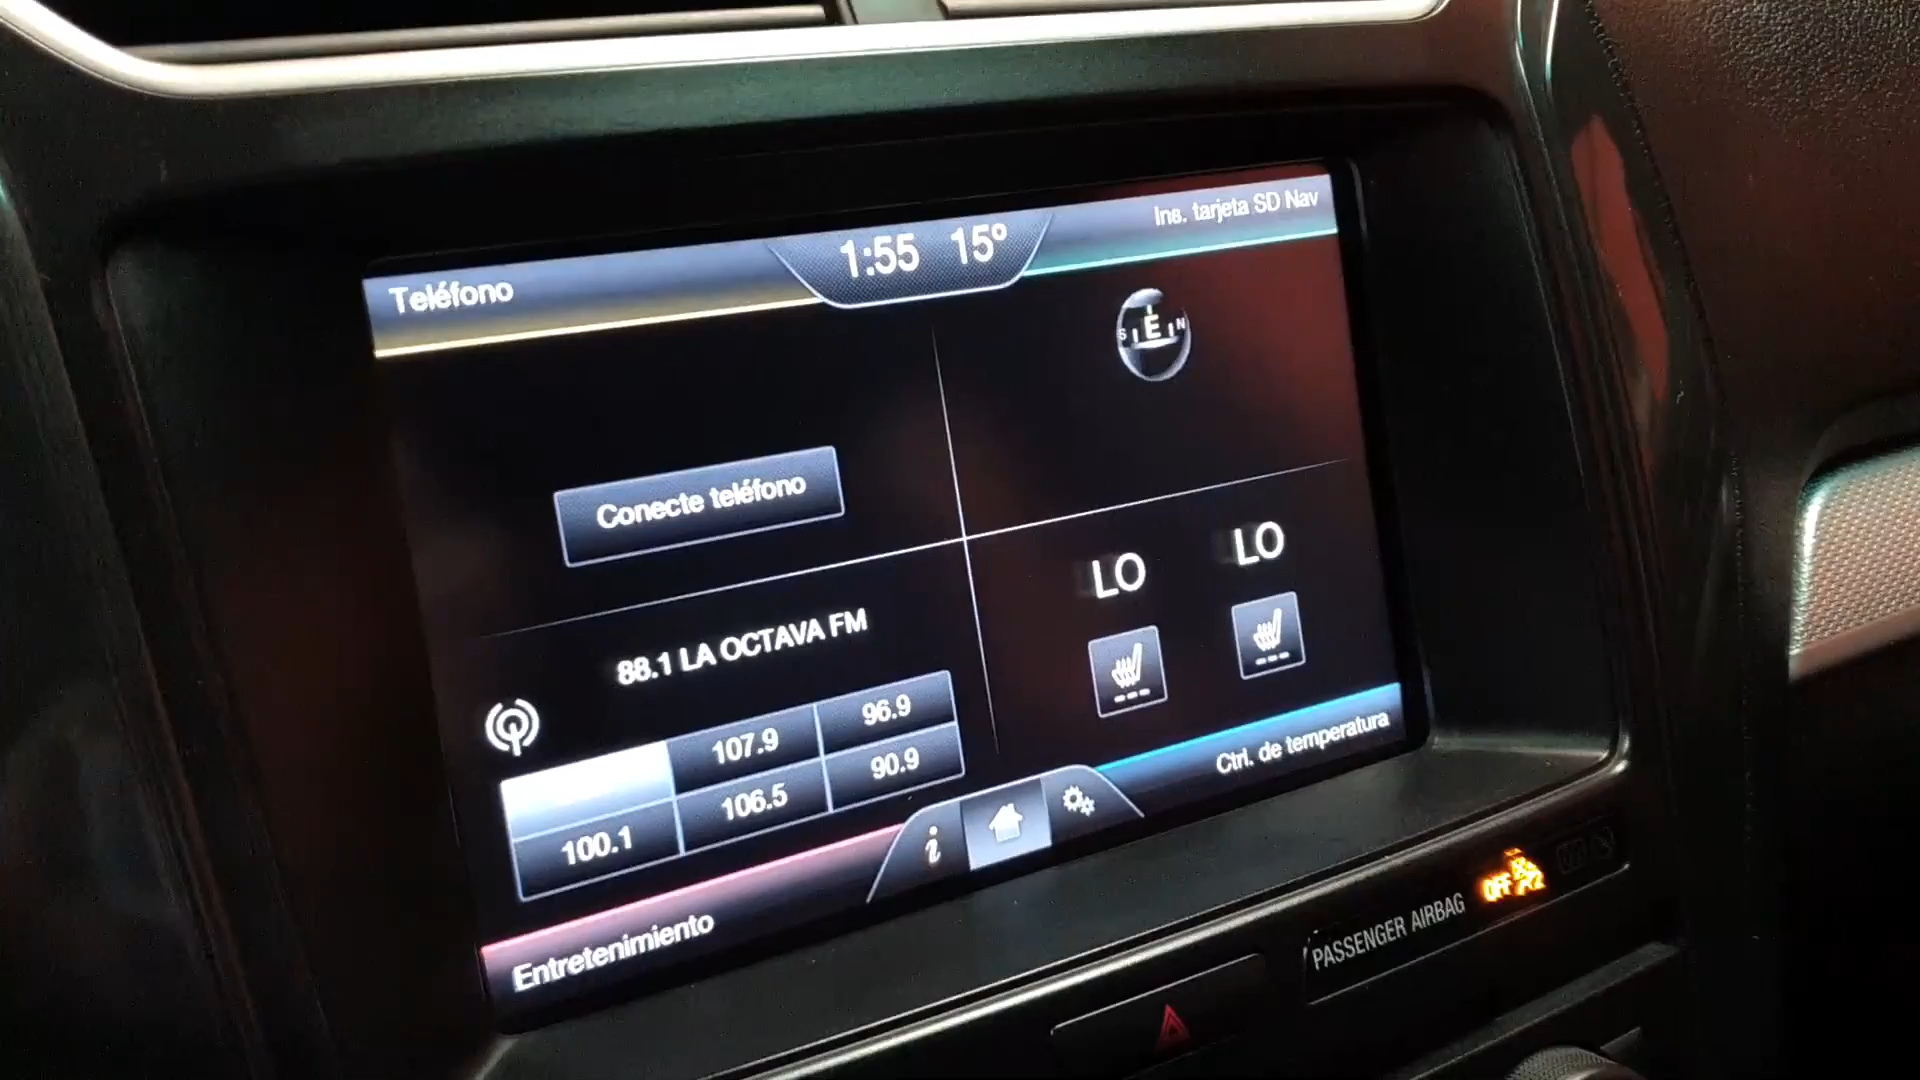 Teléfono
1:55 15º
Ins. tarjeta SD Nav
S E N
Conecte teléfono
LO LO
88.1 LA OCTAVA FM
107.9 96.9
100.1 106.5 90.9
Ctrl. de temperatura
i
Entretenimiento
PASSENGER AIRBAG OFF